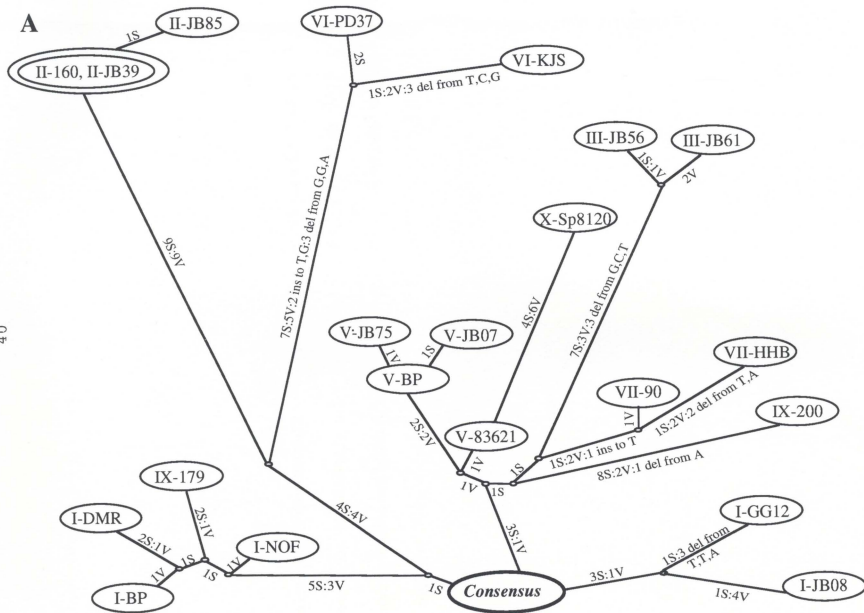 A
II-JB85
1S
II-160, II-JB39
VI-PD37
2S
VI-KJS
1S:2V:3 del from T,C,G
III-JB56
III-JB61
1S:1V
2V
X-Sp8120
9S:9V
7S:5V:2 ins to T,G:3 del from G,G,A
4S:6V
7S:3V:3 del from G,C,T
40
V-JB75
V-JB07
1V
1S
V-BP
VII-HHB
VII-90
1V
1S:2V:2 del from T,A
IX-200
2S:2V
V-83621
1V
1V
1S
1S
1S:2V:1 ins to T
8S:2V:1 del from A
IX-179
4S:4V
3S:1V
I-DMR
2S:1V
2S:1V
I-NOF
I-GG12
1S:3 del from
T,T,A
1V
1S
1S
1V
I-BP
5S:3V
1S
Consensus
3S:1V
1S:4V
I-JB08